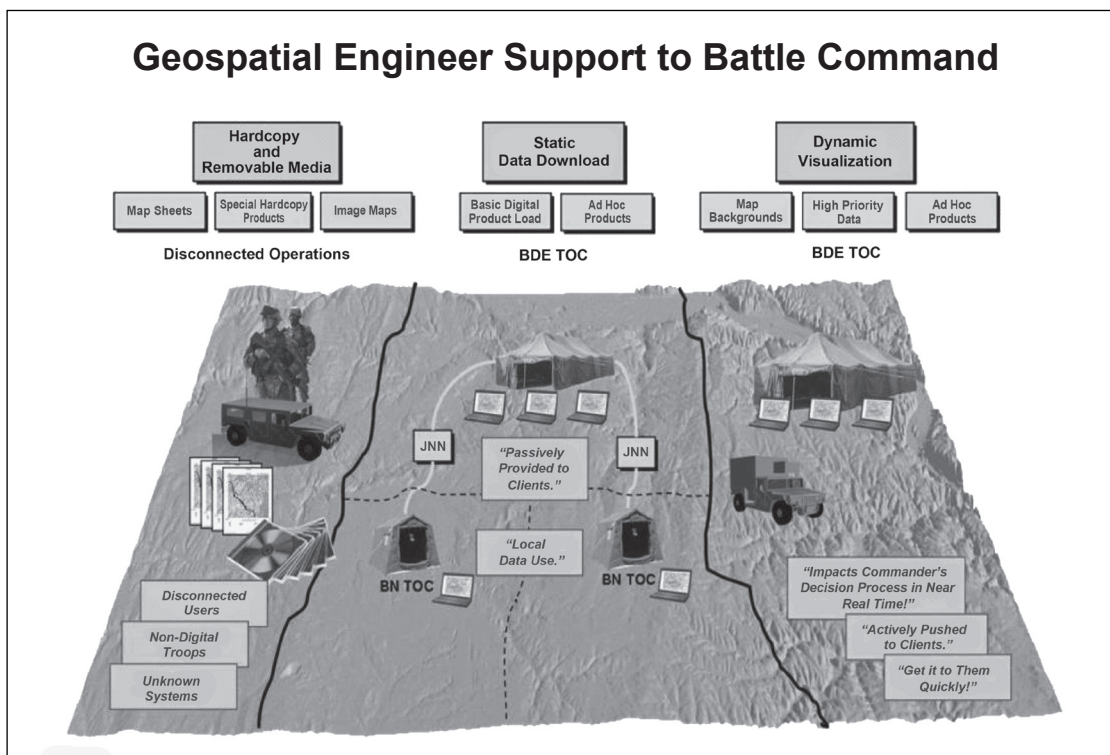 Geospatial Engineer Support to Battle Command
Hardcopy
and
Removable Media
Static
Data Download
Dynamic
Visualization
Map Sheets
Special Hardcopy
Products
Image Maps
Basic Digital
Product Load
Ad Hoc
Products
Map
Backgrounds
High Priority
Data
Ad Hoc
Products
Disconnected Operations
BDE TOC
BDE TOC
JNN
JNN
“Passively
Provided to
Clients.”
“Local
Data Use.”
BN TOC
BN TOC
Disconnected
Users
Non-Digital
Troops
Unknown
Systems
“Impacts Commander’s
Decision Process in Near
Real Time!”
“Actively Pushed
to Clients.”
“Get it to Them
Quickly!”